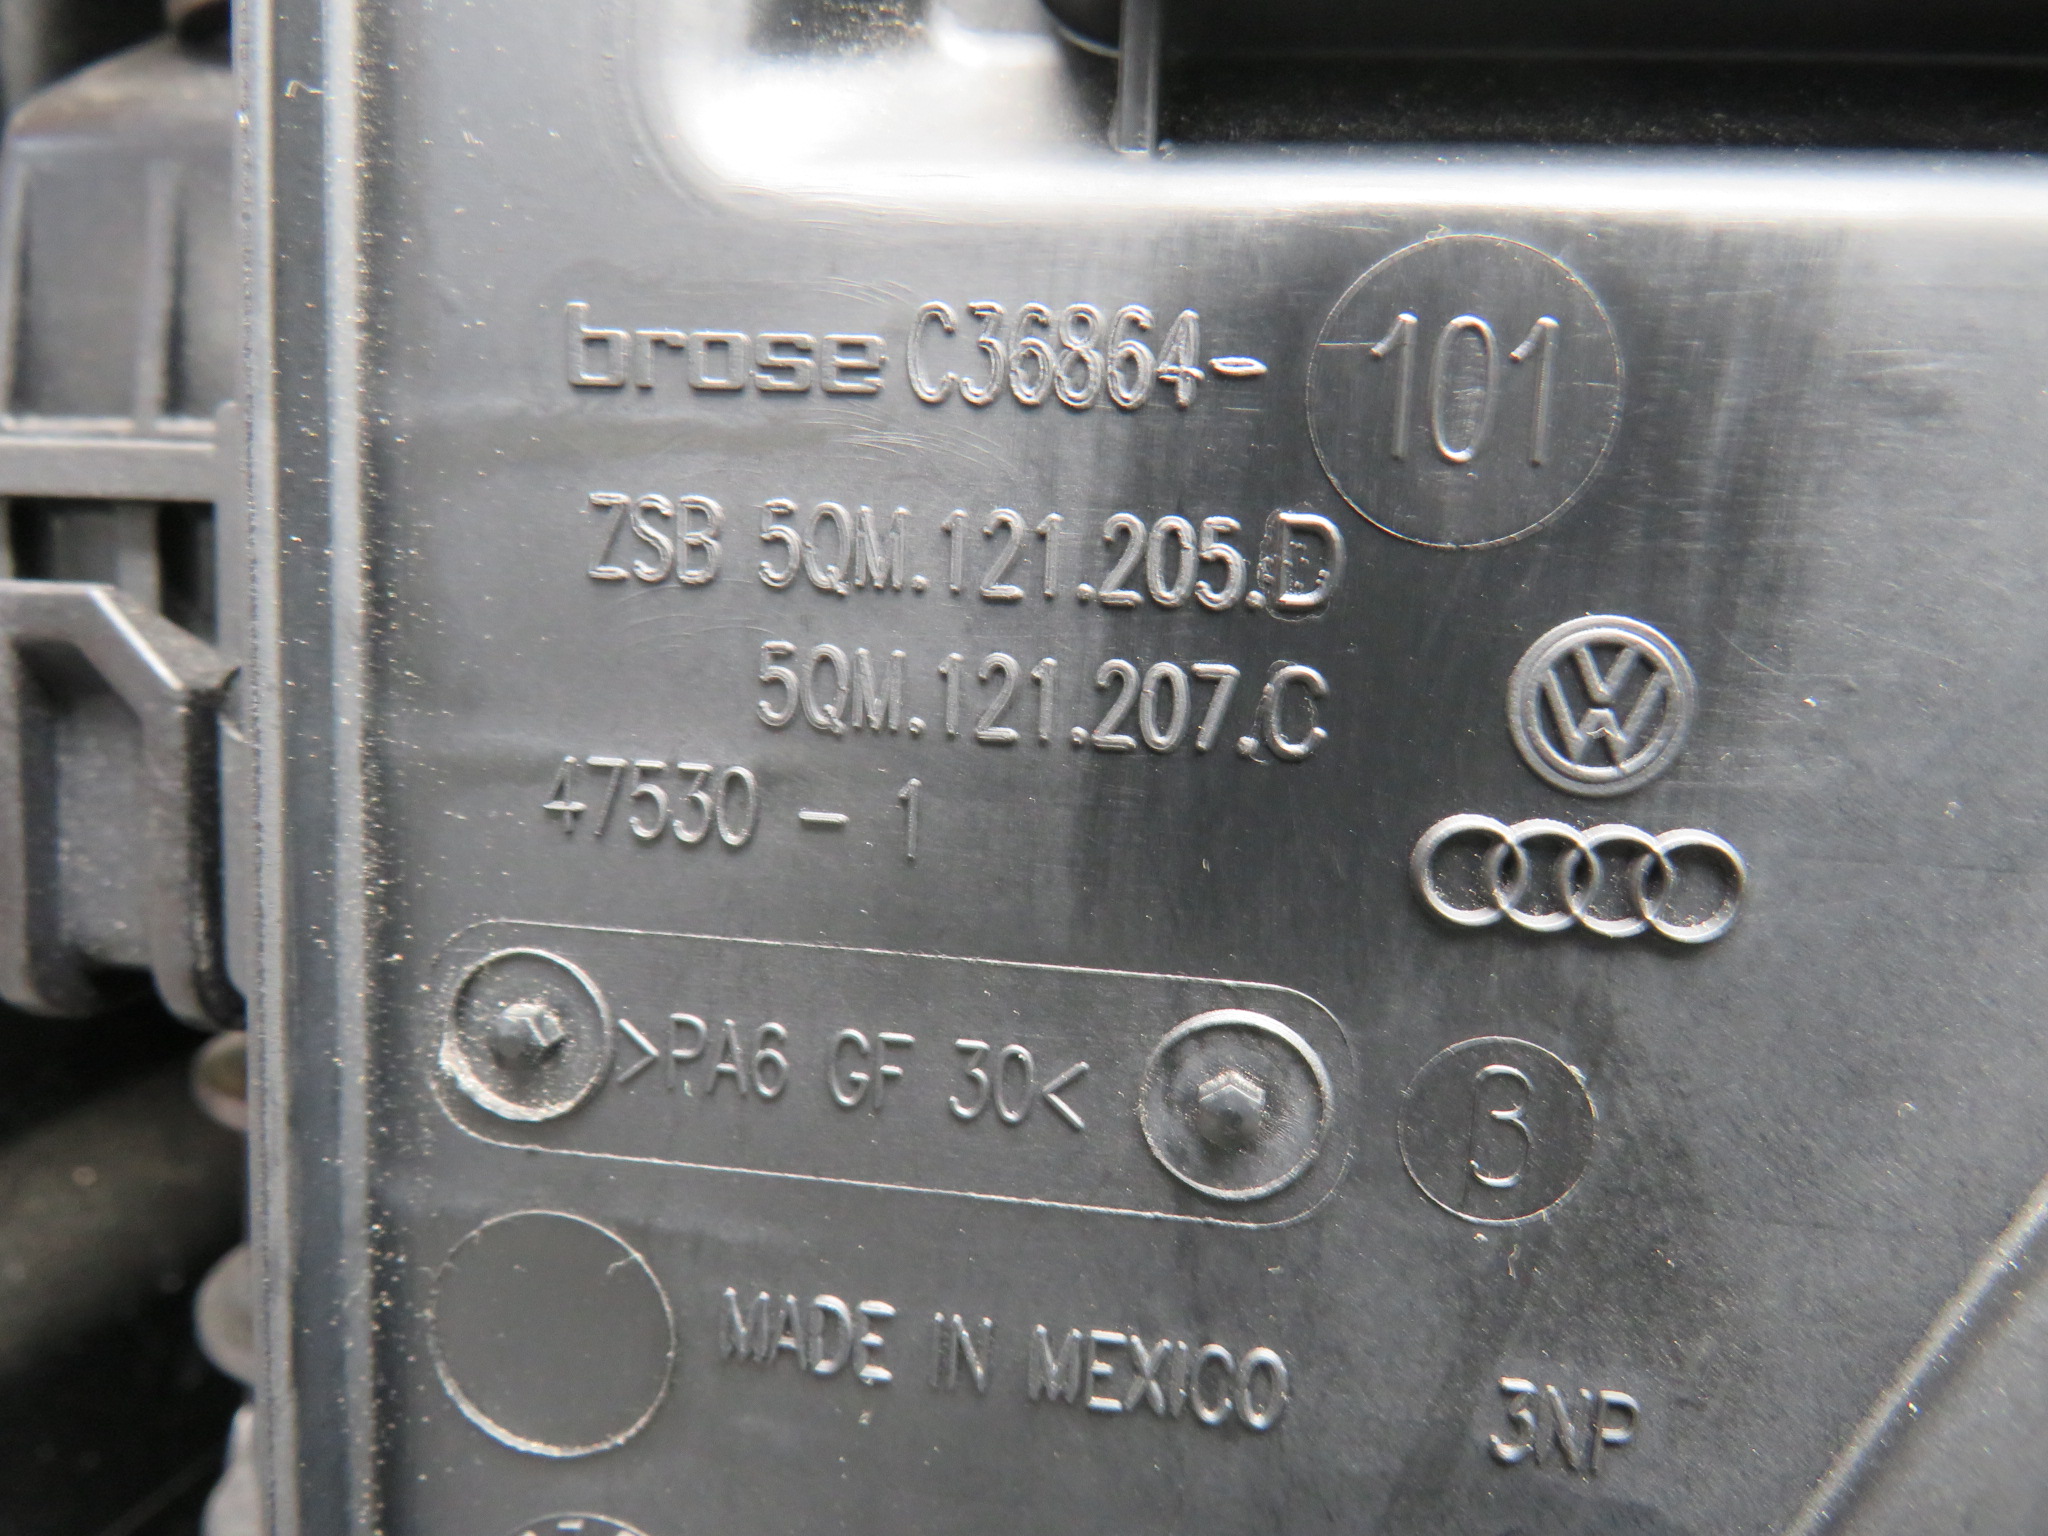 brose C36864- 101
ZSB 5QM.121.205.D
5QM.121.207.C
47530 - 1
>PA6 GF 30<
3
MADE IN MEXICO
3NP